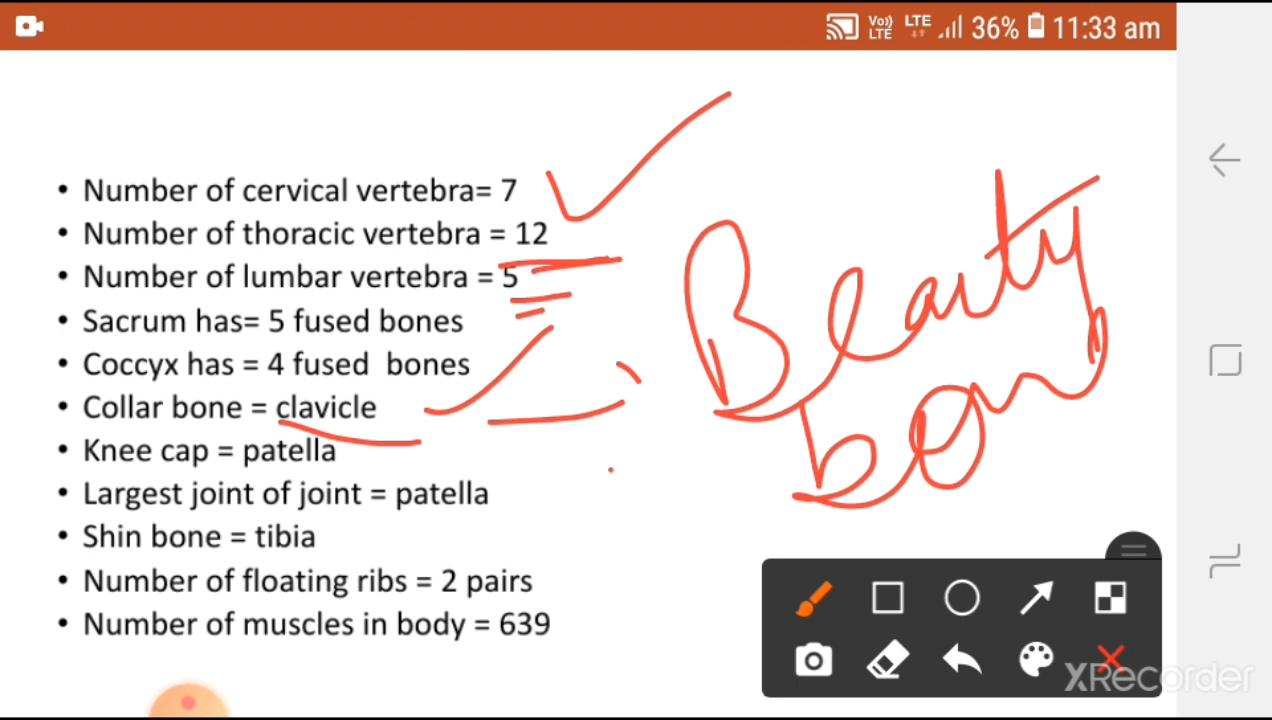 Vo)) LTE LTE 36% 11:33 am
• Number of cervical vertebra= 7
• Number of thoracic vertebra = 12
• Number of lumbar vertebra = 5
• Sacrum has= 5 fused bones
• Coccyx has = 4 fused bones
• Collar bone = clavicle
• Knee cap = patella
• Largest joint of joint = patella
• Shin bone = tibia
• Number of floating ribs = 2 pairs
• Number of muscles in body = 639
Beauty
bone
XRecorder